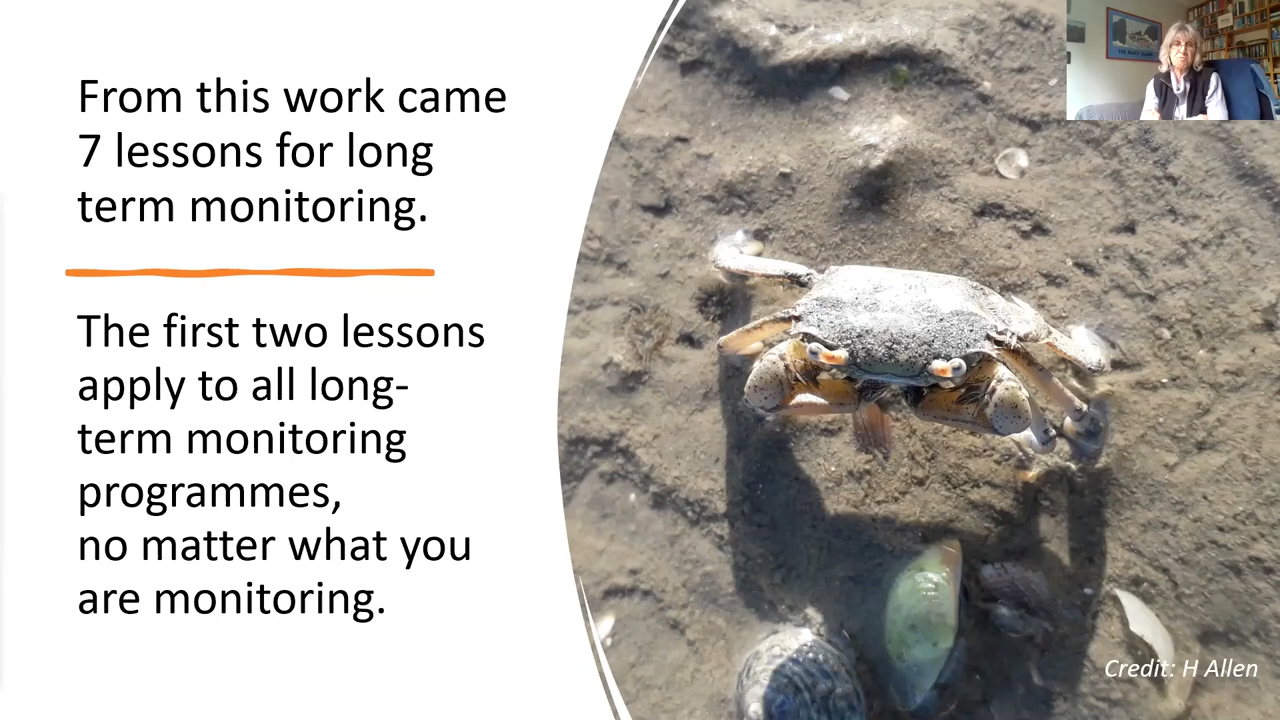 From this work came
7 lessons for long
term monitoring.
The first two lessons
apply to all long-
term monitoring
programmes,
no matter what you
are monitoring.
Credit: H Allen